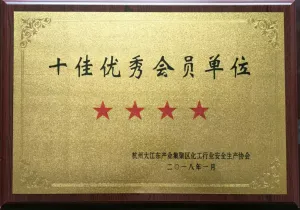 十佳优秀会员单位
杭州大江东产业集聚区化工行业安全生产协会
二〇一八年一月